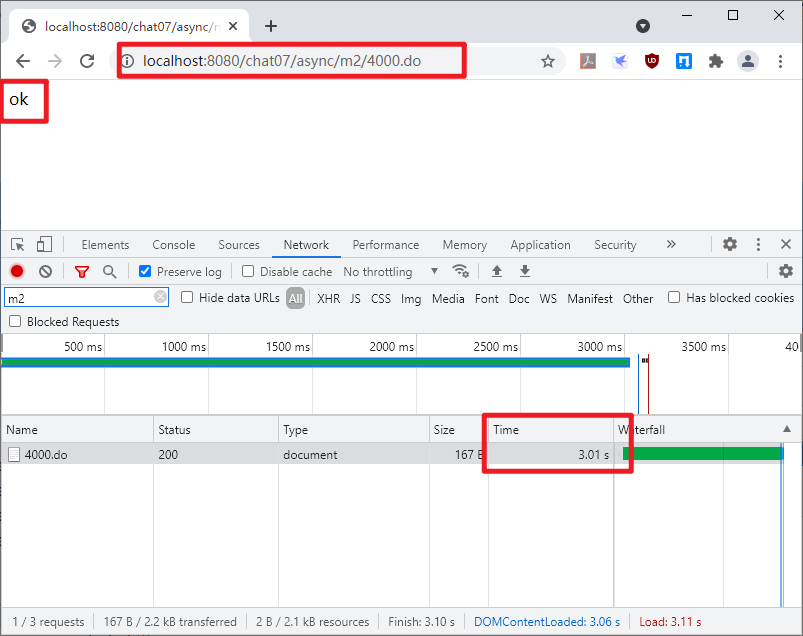 localhost:8080/chat07/async/m
localhost:8080/chat07/async/m2/4000.do
ok
Elements Console Sources Network Performance Memory Application Security »
Preserve log Disable cache No throttling
m2 Hide data URLs All XHR JS CSS Img Media Font Doc WS Manifest Other Has blocked cookies
Blocked Requests
500 ms 1000 ms 1500 ms 2000 ms 2500 ms 3000 ms 3500 ms 40
Name Status Type Size Time Waterfall
4000.do 200 document 167 B 3.01 s
1 / 3 requests 167 B / 2.2 kB transferred 2 B / 2.1 kB resources Finish: 3.10 s DOMContentLoaded: 3.06 s Load: 3.11 s